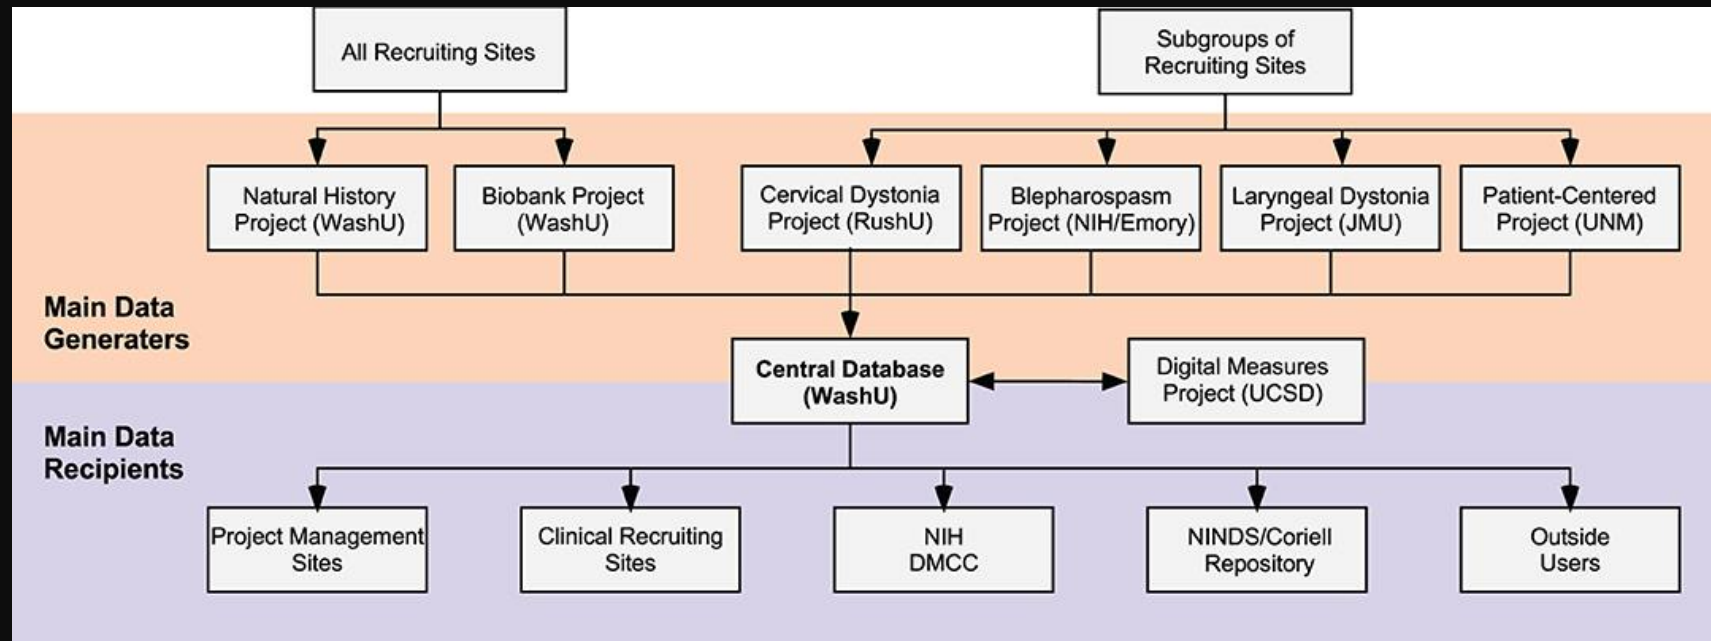 All Recruiting Sites
Subgroups of
Recruiting Sites
Natural History
Project (WashU)
Biobank Project
(WashU)
Cervical Dystonia
Project (RushU)
Blepharospasm
Project (NIH/Emory)
Laryngeal Dystonia
Project (JMU)
Patient-Centered
Project (UNM)
Main Data
Generaters
Central Database
(WashU)
Digital Measures
Project (UCSD)
Main Data
Recipients
Project Management
Sites
Clinical Recruiting
Sites
NIH
DMCC
NINDS/Coriell
Repository
Outside
Users